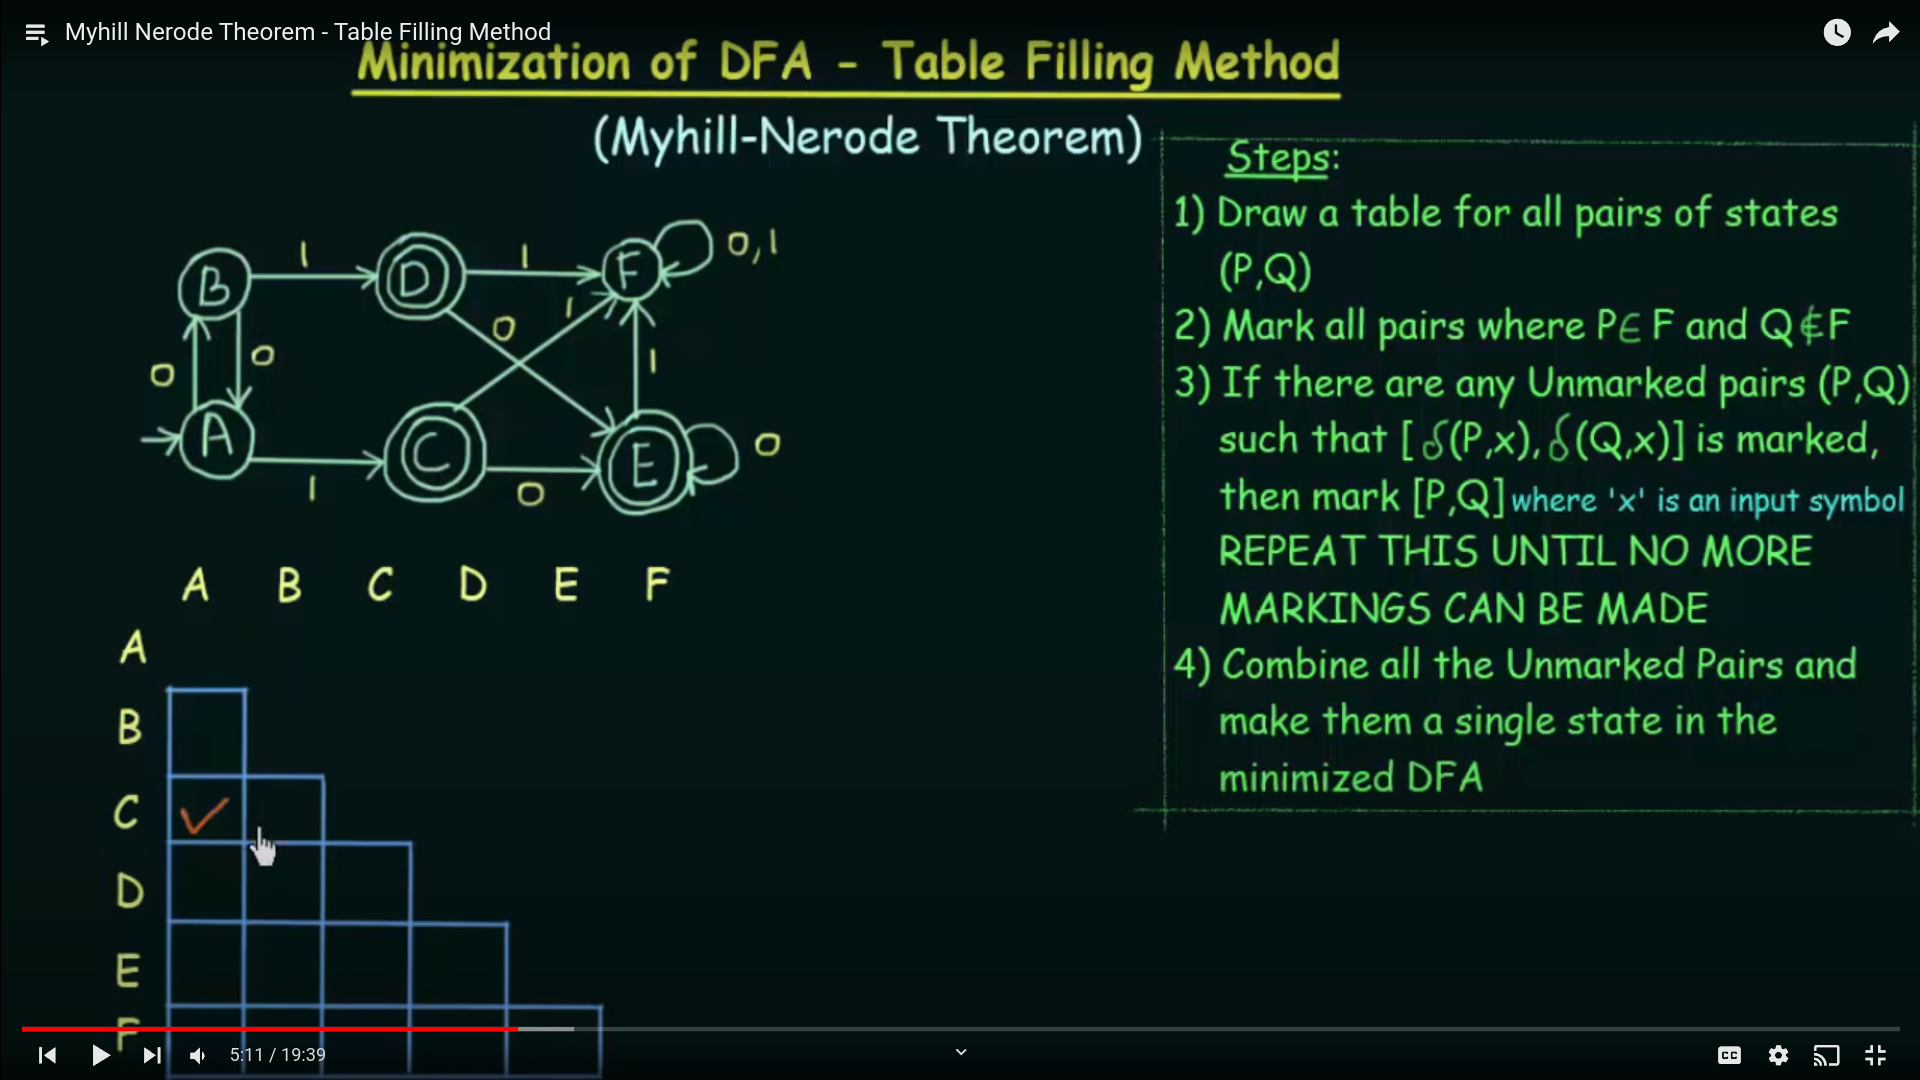 Myhill Nerode Theorem - Table Filling Method
Minimization of DFA - Table Filling Method
(Myhill-Nerode Theorem)
Steps:
1) Draw a table for all pairs of states
(P,Q)
2) Mark all pairs where P∈ F and Q∉F
3) If there are any Unmarked pairs (P,Q)
such that [ δ(P,x), δ(Q,x)] is marked,
then mark [P,Q] where 'x' is an input symbol
REPEAT THIS UNTIL NO MORE
MARKINGS CAN BE MADE
4) Combine all the Unmarked Pairs and
make them a single state in the
minimized DFA
B 1 D 1 F 0,1
0 0 0 1 1
A 1 C 0 E 0
A B C D E F
A
B
C
D
E
F
5:11 / 19:39
CC